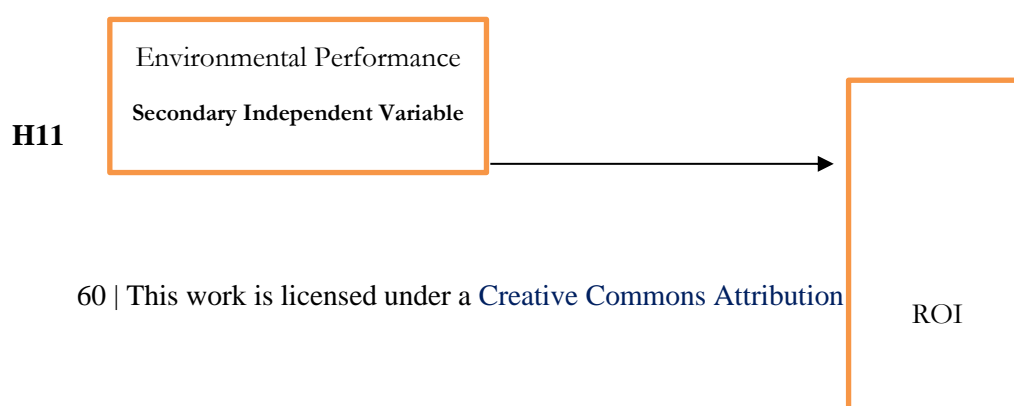 Environmental Performance
Secondary Independent Variable
H11
60 | This work is licensed under a Creative Commons Attribution
ROI